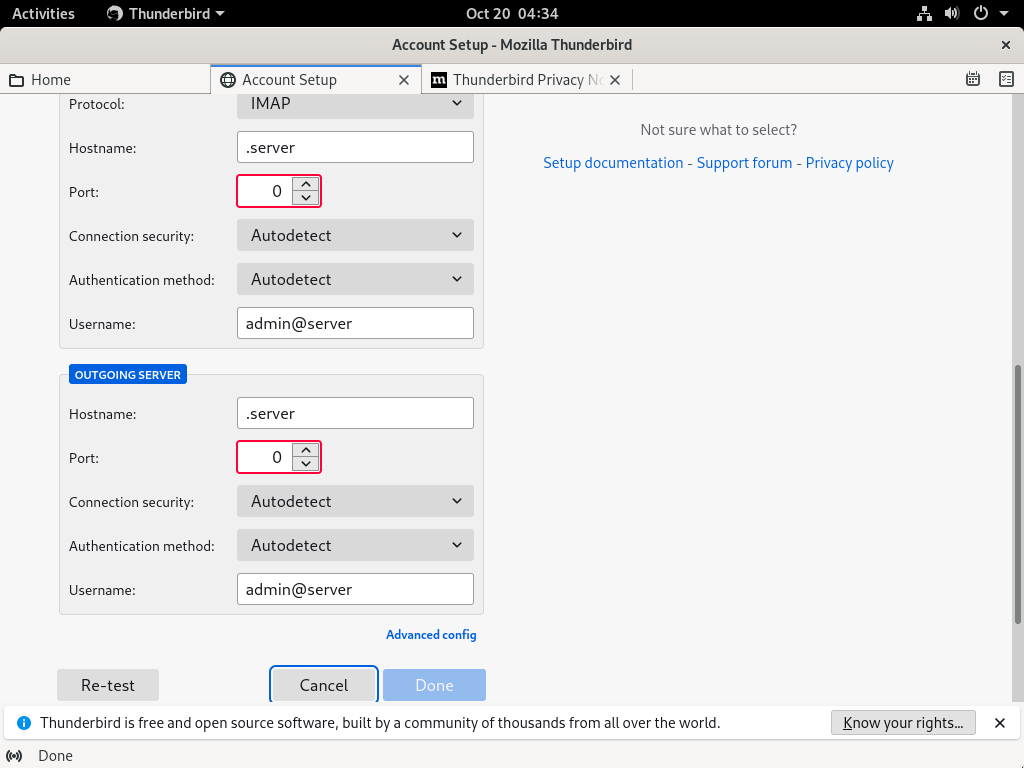 Activities Thunderbird Oct 20 04:34
Account Setup - Mozilla Thunderbird
Home Account Setup Thunderbird Privacy No
Protocol: IMAP
Not sure what to select?
Hostname: .server
Setup documentation - Support forum - Privacy policy
Port: 0
Connection security: Autodetect
Authentication method: Autodetect
Username: admin@server
OUTGOING SERVER
Hostname: .server
Port: 0
Connection security: Autodetect
Authentication method: Autodetect
Username: admin@server
Advanced config
Re-test Cancel Done
Thunderbird is free and open source software, built by a community of thousands from all over the world. Know your rights...
Done